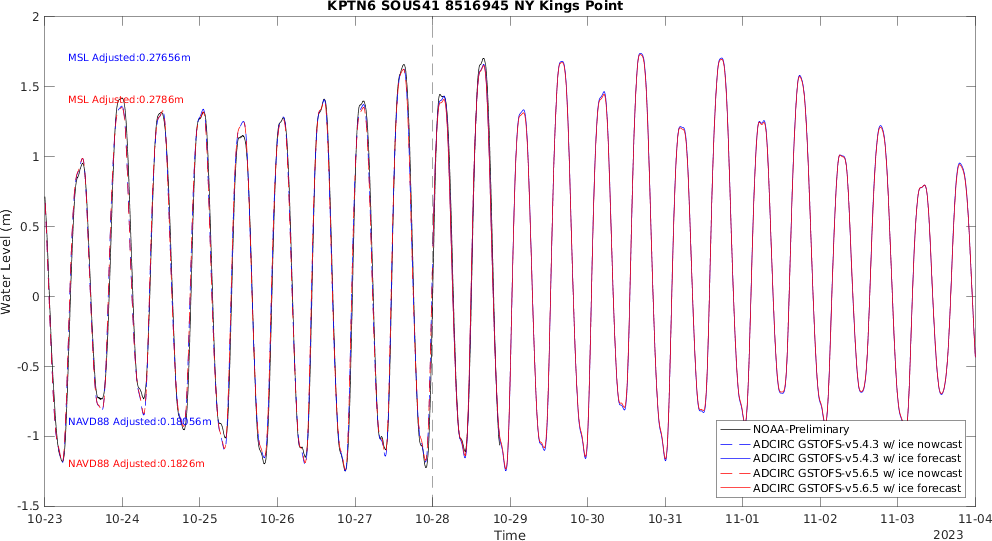 KPTN6 SOUS41 8516945 NY Kings Point
2
1.5
1
0.5
0
-0.5
-1
-1.5
Water Level (m)
MSL Adjusted:0.27656m
MSL Adjusted:0.2786m
NAVD88 Adjusted:0.18056m
NAVD88 Adjusted:0.1826m
NOAA-Preliminary
ADCIRC GSTOFS-v5.4.3 w/ ice nowcast
ADCIRC GSTOFS-v5.4.3 w/ ice forecast
ADCIRC GSTOFS-v5.6.5 w/ ice nowcast
ADCIRC GSTOFS-v5.6.5 w/ ice forecast
10-23 10-24 10-25 10-26 10-27 10-28 10-29 10-30 10-31 11-01 11-02 11-03 11-04
Time
2023